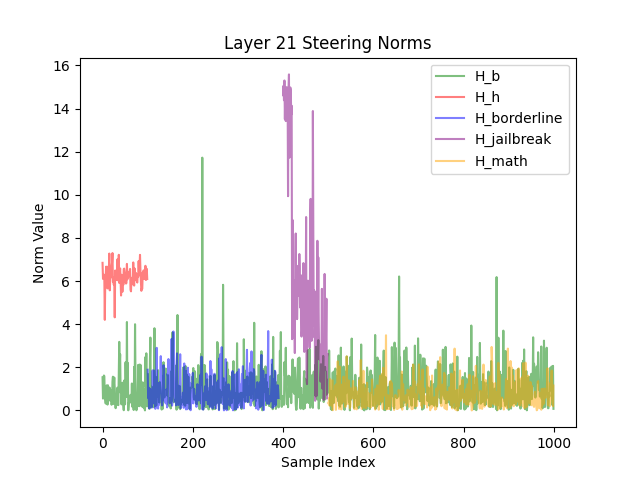 Layer 21 Steering Norms
16
14
12
10
8
6
4
2
0
Norm Value
H_b
H_h
H_borderline
H_jailbreak
H_math
0
200
400
600
800
1000
Sample Index